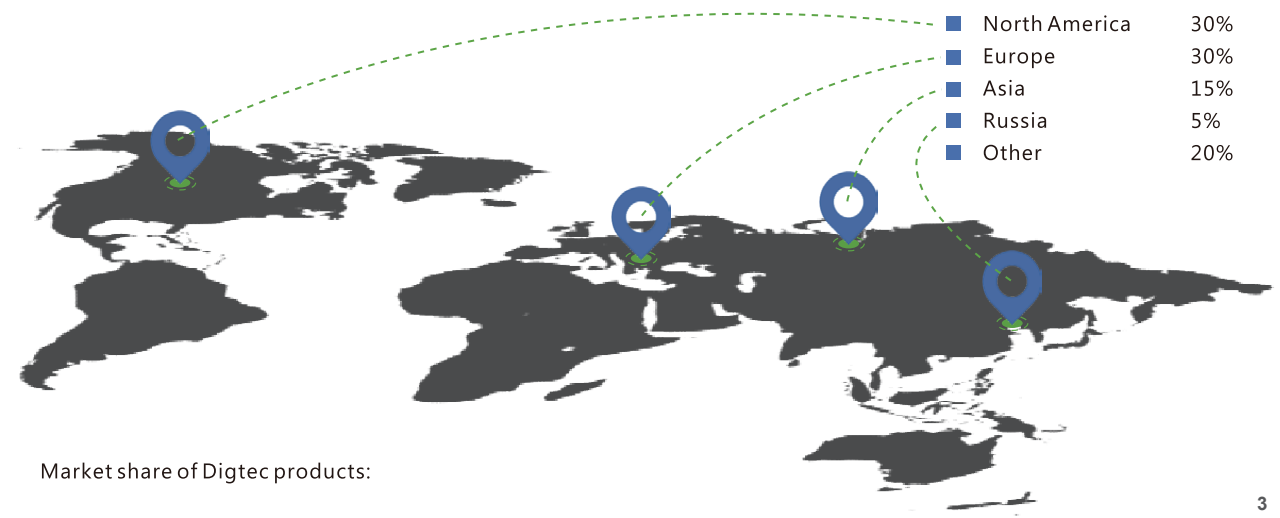 North America 30%
Europe 30%
Asia 15%
Russia 5%
Other 20%
Market share of Digtec products:
3